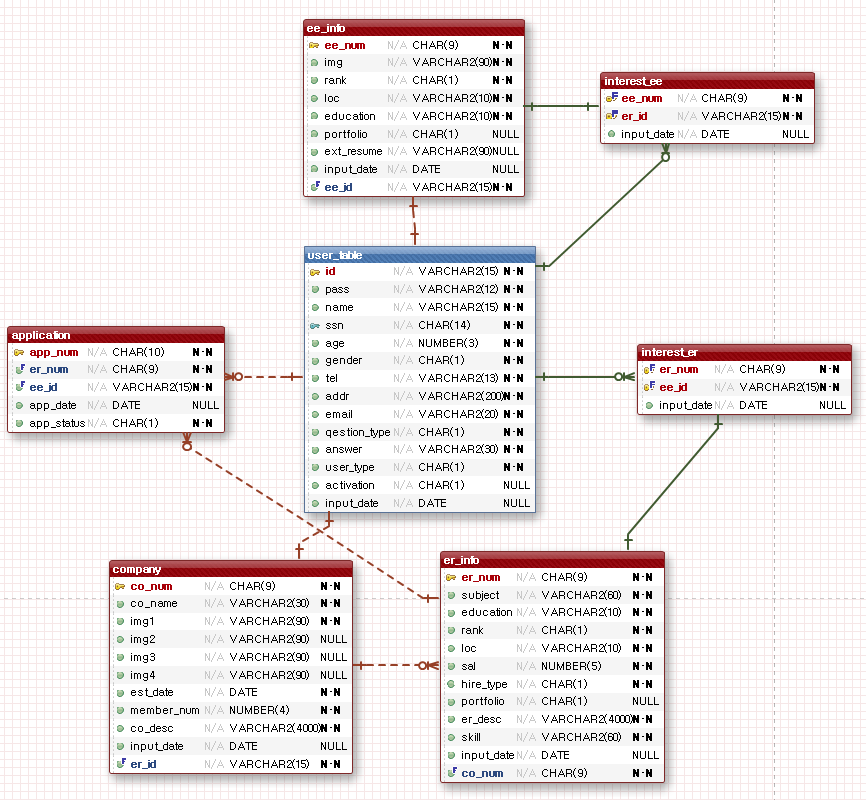 ee_info
ee_num N/A CHAR(9) N-N
img N/A VARCHAR2(90) N-N
rank N/A CHAR(1) N-N
loc N/A VARCHAR2(10) N-N
education N/A VARCHAR2(10) N-N
portfolio N/A CHAR(1) NULL
ext_resume N/A VARCHAR2(90) NULL
input_date N/A DATE NULL
ee_id N/A VARCHAR2(15) N-N
interest_ee
ee_num N/A CHAR(9) N-N
er_id N/A VARCHAR2(15) N-N
input_date N/A DATE NULL
user_table
id N/A VARCHAR2(15) N-N
pass N/A VARCHAR2(12) N-N
name N/A VARCHAR2(15) N-N
ssn N/A CHAR(14) N-N
age N/A NUMBER(3) N-N
gender N/A CHAR(1) N-N
tel N/A VARCHAR2(13) N-N
addr N/A VARCHAR2(200) N-N
email N/A VARCHAR2(20) N-N
qestion_type N/A CHAR(1) N-N
answer N/A VARCHAR2(30) N-N
user_type N/A CHAR(1) N-N
activation N/A CHAR(1) NULL
input_date N/A DATE NULL
application
app_num N/A CHAR(10) N-N
er_num N/A CHAR(9) N-N
ee_id N/A VARCHAR2(15) N-N
app_date N/A DATE NULL
app_status N/A CHAR(1) N-N
interest_er
er_num N/A CHAR(9) N-N
ee_id N/A VARCHAR2(15) N-N
input_date N/A DATE NULL
company
co_num N/A CHAR(9) N-N
co_name N/A VARCHAR2(30) N-N
img1 N/A VARCHAR2(90) N-N
img2 N/A VARCHAR2(90) NULL
img3 N/A VARCHAR2(90) NULL
img4 N/A VARCHAR2(90) NULL
est_date N/A DATE N-N
member_num N/A NUMBER(4) N-N
co_desc N/A VARCHAR2(4000) N-N
input_date N/A DATE NULL
er_id N/A VARCHAR2(15) N-N
er_info
er_num N/A CHAR(9) N-N
subject N/A VARCHAR2(60) N-N
education N/A VARCHAR2(10) N-N
rank N/A CHAR(1) N-N
loc N/A VARCHAR2(10) N-N
sal N/A NUMBER(5) N-N
hire_type N/A CHAR(1) N-N
portfolio N/A CHAR(1) NULL
er_desc N/A VARCHAR2(4000) N-N
skill N/A VARCHAR2(60) N-N
input_date N/A DATE NULL
co_num N/A CHAR(9) N-N